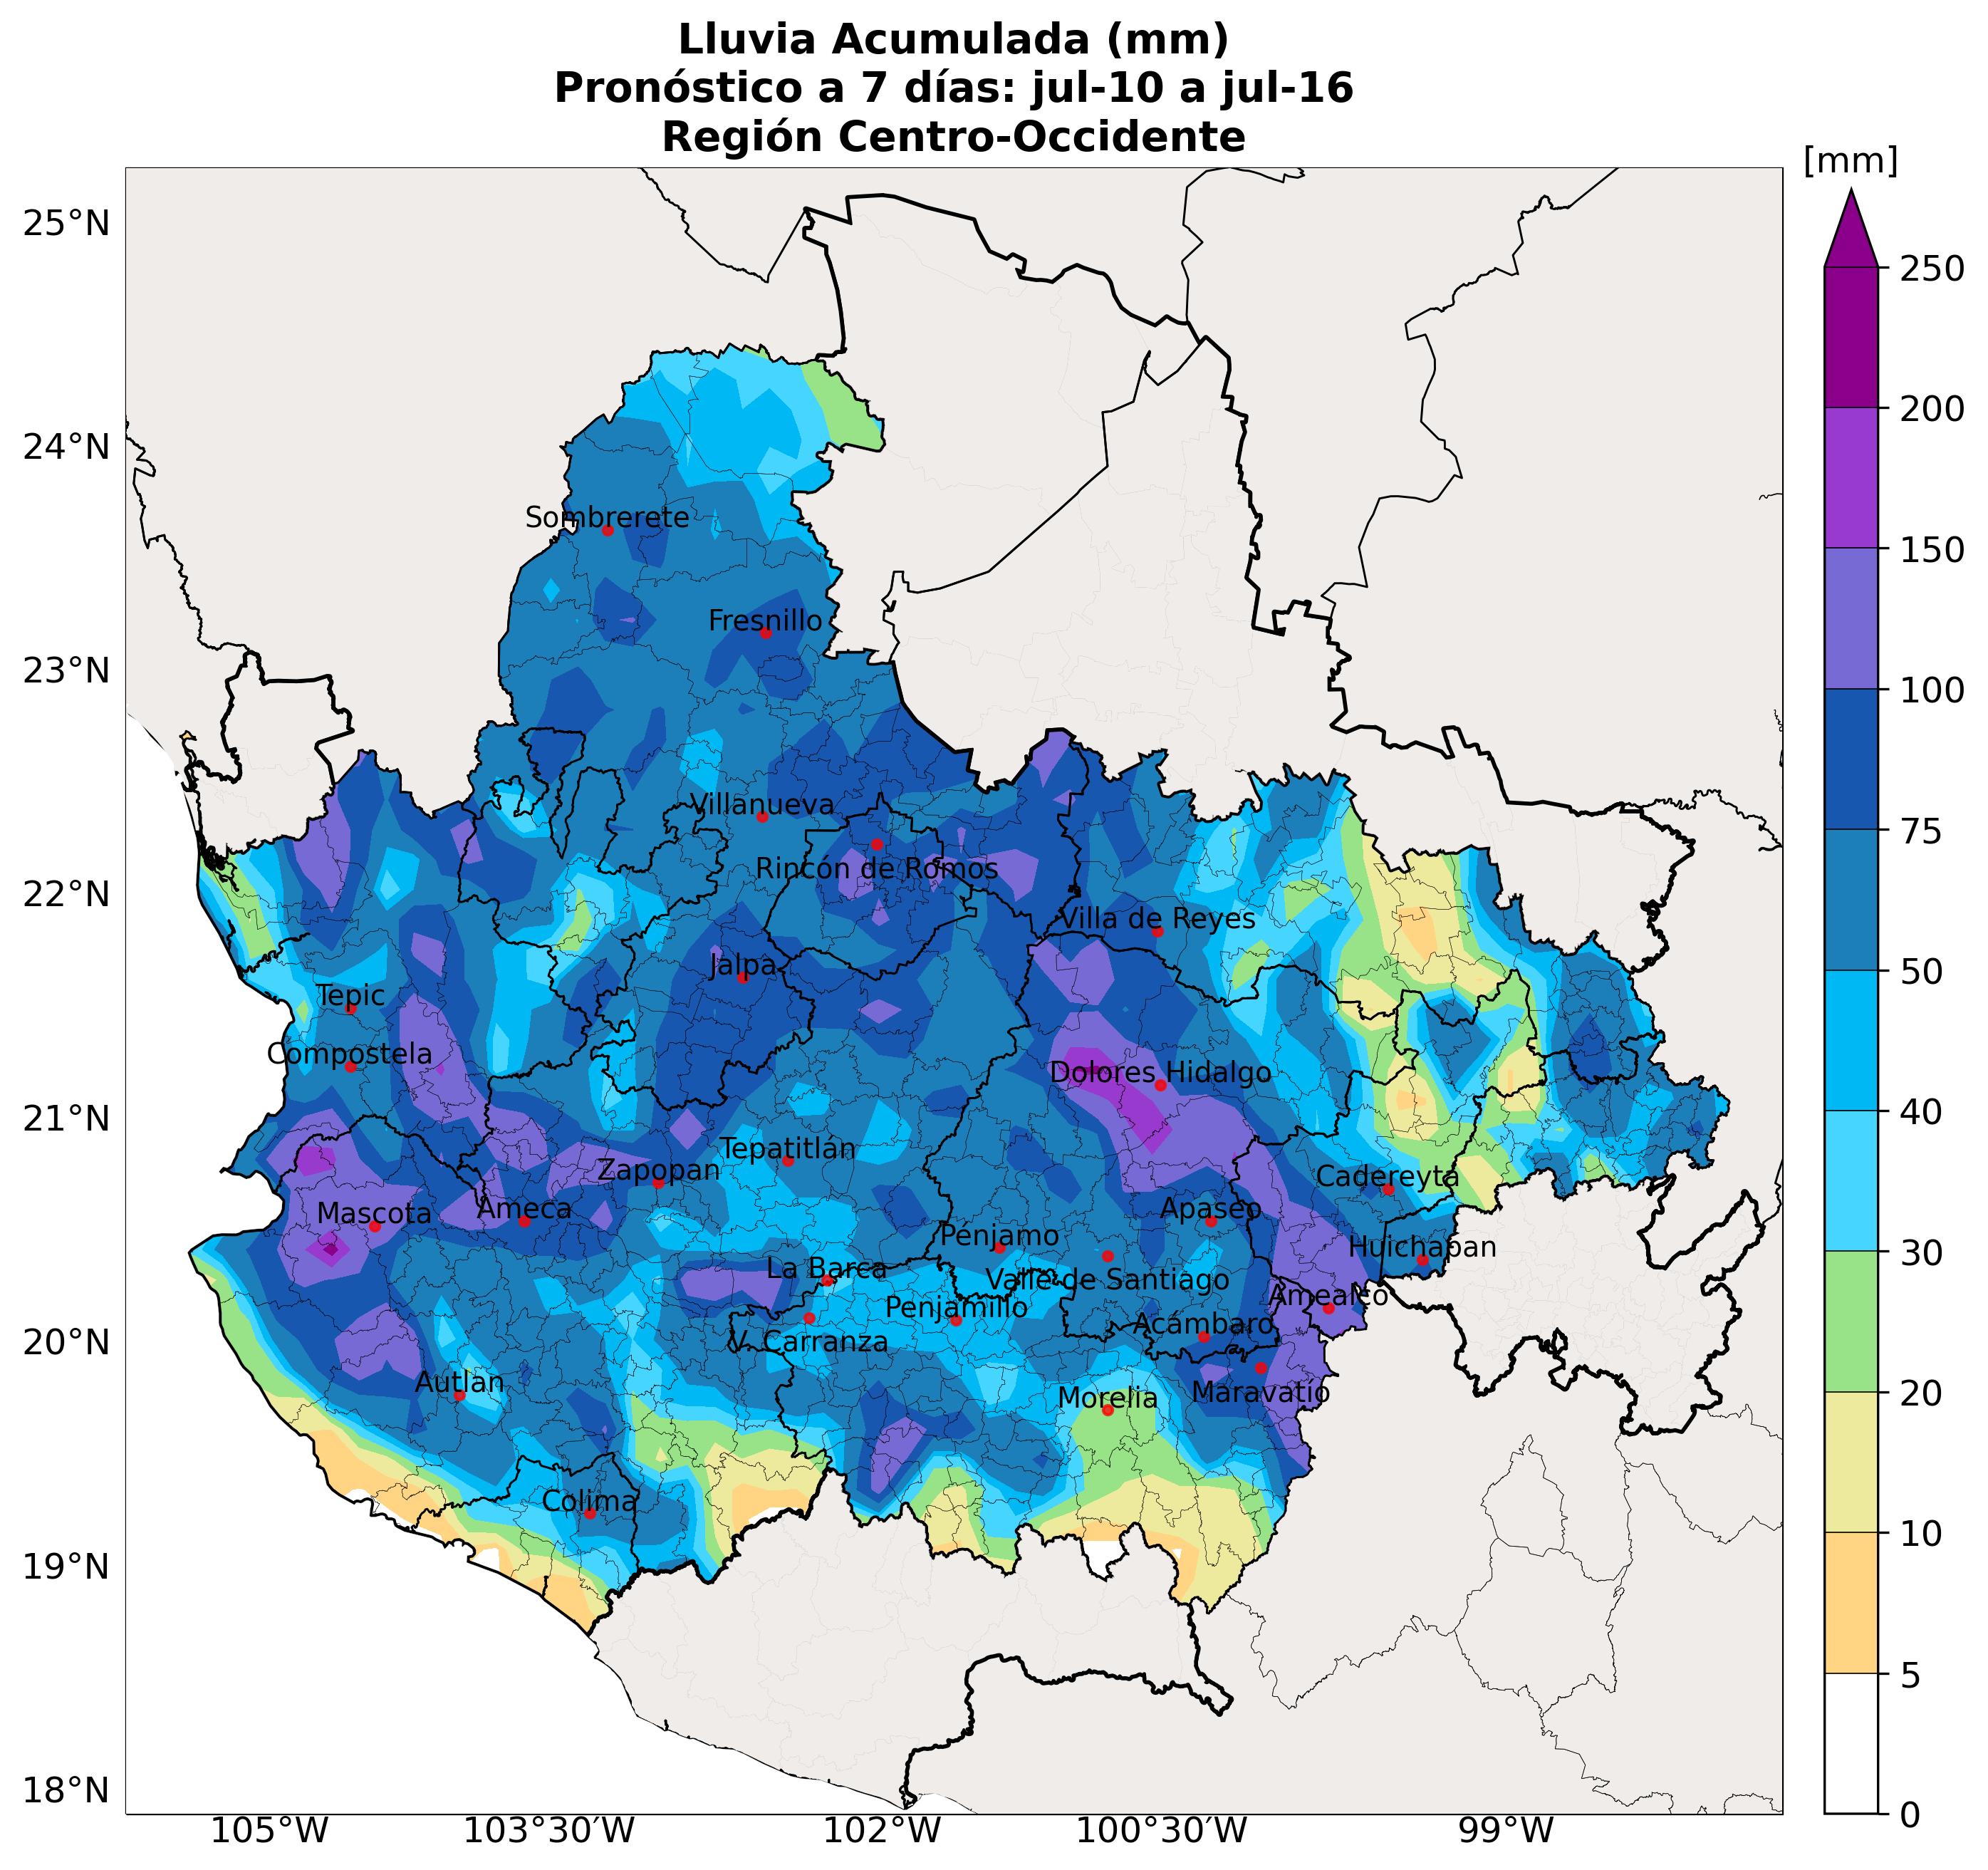 Lluvia Acumulada (mm)
Pronóstico a 7 días: jul-10 a jul-16
Región Centro-Occidente
[mm]
25°N
24°N
23°N
22°N
21°N
20°N
19°N
18°N
105°W
103°30'W
102°W
100°30'W
99°W
250
200
150
100
75
50
40
30
20
10
5
0
Sombrerete
Fresnillo
Villanueva
Rincón de Romos
Villa de Reyes
Jalpa
Tepic
Compostela
Dolores Hidalgo
Tepatitlán
Zapopan
Cadereyta
Mascota
Ameca
Apaseo
Pénjamo
Huichapan
La Barca
Valle de Santiago
Amealco
Penjamillo
Acámbaro
V. Carranza
Autlán
Maravatío
Morelia
Colima